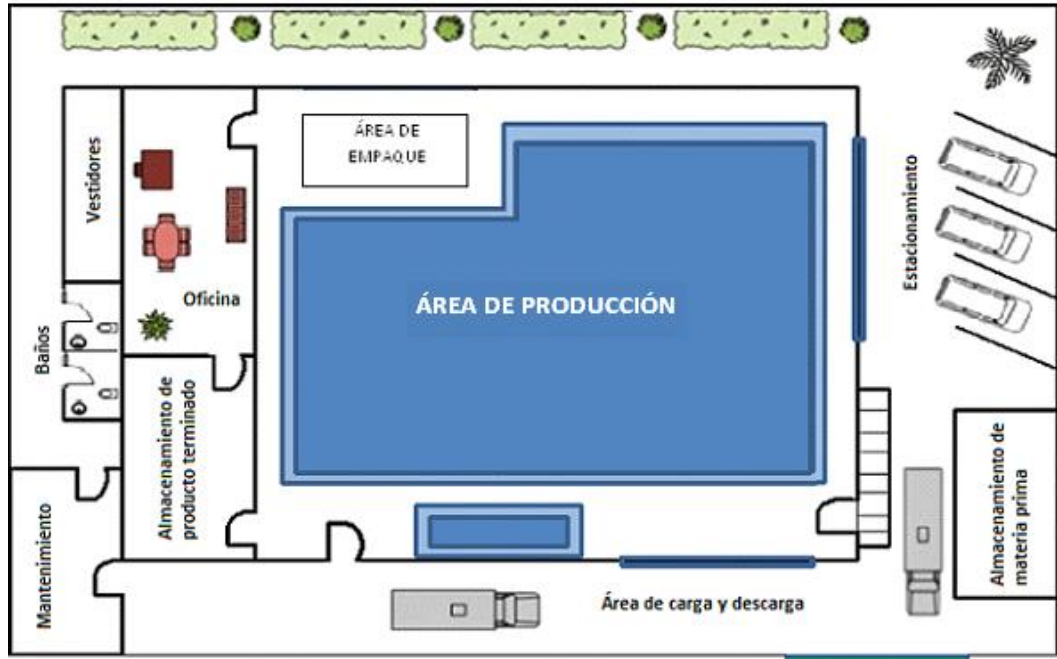 ÁREA DE
EMPAQUE
Vestidores
Oficina
ÁREA DE PRODUCCIÓN
Estacionamiento
Baños
Almacenamiento de
producto terminado
Mantenimiento
Área de carga y descarga
Almacenamiento de
materia prima